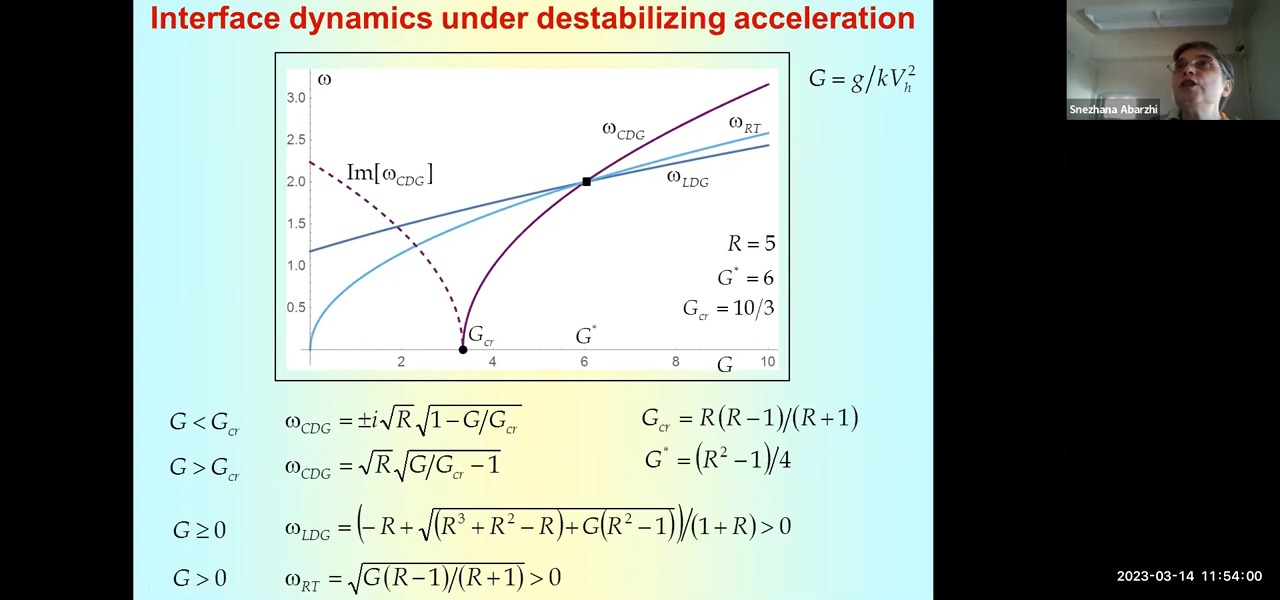 Interface dynamics under destabilizing acceleration
ω
3.0
2.5
2.0
1.5
1.0
0.5
2
4
6
8
10
G
Im[ω_CDG]
ω_CDG
ω_RT
ω_LDG
G_cr
G*
R = 5
G* = 6
G_cr = 10/3
G = g/kV_h^2
Snezhana Abarzhi
G < G_cr ω_CDG = ±i√R√(1−G/G_cr) G_cr = R(R−1)/(R+1)
G > G_cr ω_CDG = √R√(G/G_cr −1) G* = (R^2 −1)/4
G ≥ 0 ω_LDG = (−R + √((R^3 + R^2 − R) + G(R^2 −1)))/(1+R) > 0
G > 0 ω_RT = √(G(R−1)/(R+1)) > 0
2023-03-14 11:54:00